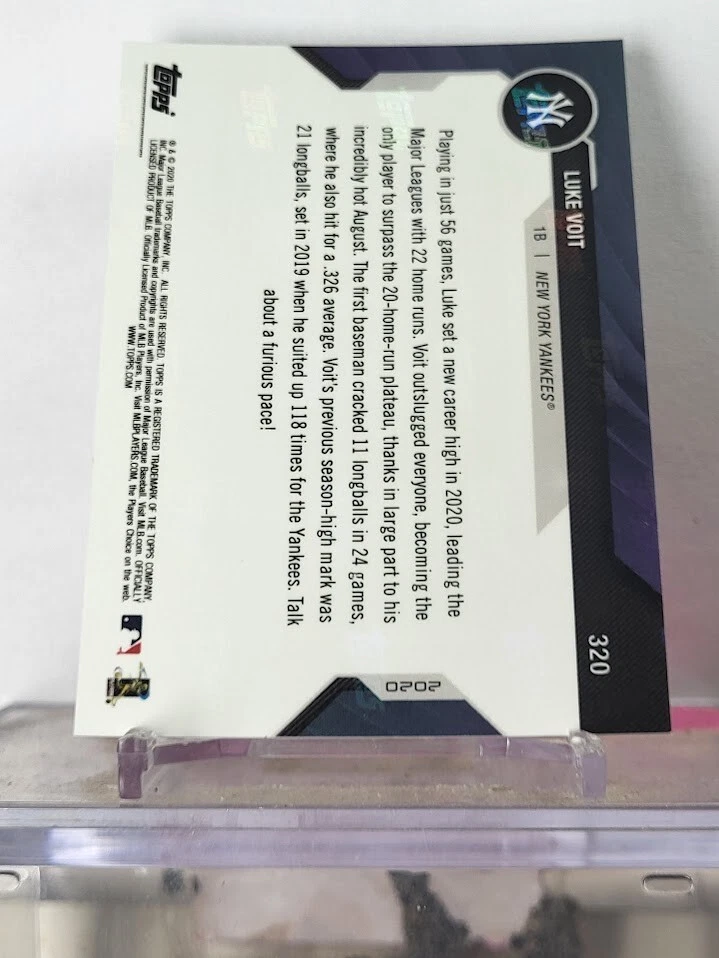 LUKE VOIT
320
1B | NEW YORK YANKEES®
Playing in just 56 games, Luke set a new career high in 2020, leading the
Major Leagues with 22 home runs. Voit outslugged everyone, becoming the
only player to surpass the 20-home-run plateau, thanks in large part to his
incredibly hot August. The first baseman cracked 11 longballs in 24 games,
where he also hit for a .326 average. Voit's previous season-high mark was
21 longballs, set in 2019 when he suited up 118 times for the Yankees. Talk
about a furious pace!
2020
topps
® & © 2020 THE TOPPS COMPANY, INC. ALL RIGHTS RESERVED. TOPPS IS A REGISTERED TRADEMARK OF THE TOPPS COMPANY,
INC. Major League Baseball trademarks and copyrights are used with permission of Major League Baseball. Visit MLB.com. OFFICIALLY
LICENSED PRODUCT OF MLB Players, Inc. Visit MLBPLAYERS.COM, the Players Choice on the web.
WWW.TOPPS.COM